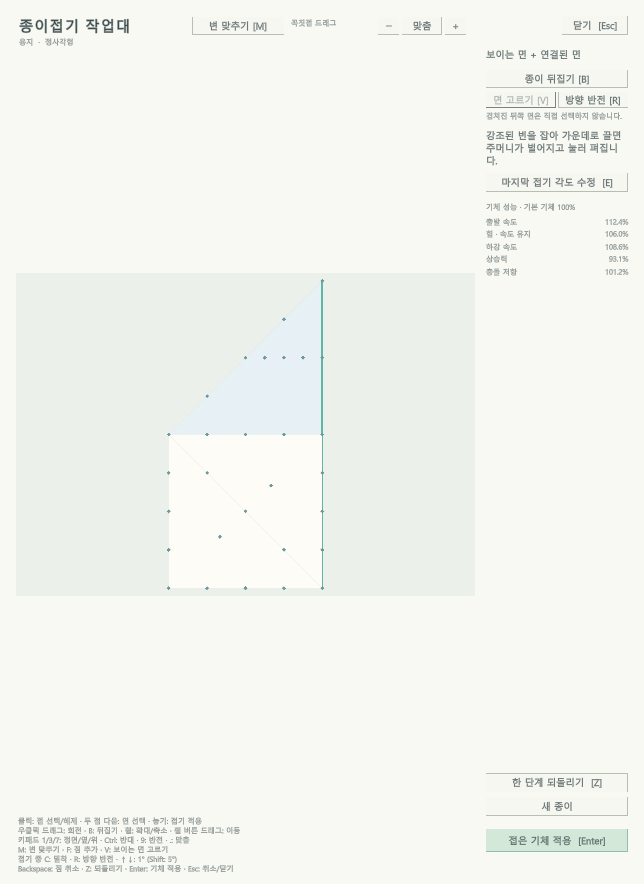 종이접기 작업대
용지 · 정사각형
변 맞추기 [M]
꼭짓점 드래그
− 맞춤 +
닫기 [Esc]
보이는 면 + 연결된 면
종이 뒤집기 [B]
면 고르기 [V] 방향 반전 [R]
겹쳐진 뒤쪽 면은 직접 선택하지 않습니다.
강조된 변을 잡아 가운데로 끌면
주머니가 벌어지고 눌러 펴집니
다.
마지막 접기 각도 수정 [E]
기체 성능 · 기본 기체 100%
출발 속도 112.4%
힘 · 속도 유지 106.0%
하강 속도 108.6%
상승력 93.1%
충돌 저항 101.2%
한 단계 되돌리기 [Z]
새 종이
접은 기체 적용 [Enter]
클릭: 점 선택/해제 · 두 점 다음: 면 선택 · 놓기: 접기 적용
우클릭 드래그: 회전 · B: 뒤집기 · 휠: 확대/축소 · 휠 버튼 드래그: 이동
키패드 1/3/7: 정면/옆/위 · Ctrl: 반대 · 9: 반전 · .: 맞춤
M: 변 맞추기 · F: 점 추가 · V: 보이는 면 고르기
접기 중 C: 밀착 · R: 방향 반전 · ↑ ↓: 1° (Shift: 5°)
Backspace: 점 취소 · Z: 되돌리기 · Enter: 기체 적용 · Esc: 취소/닫기